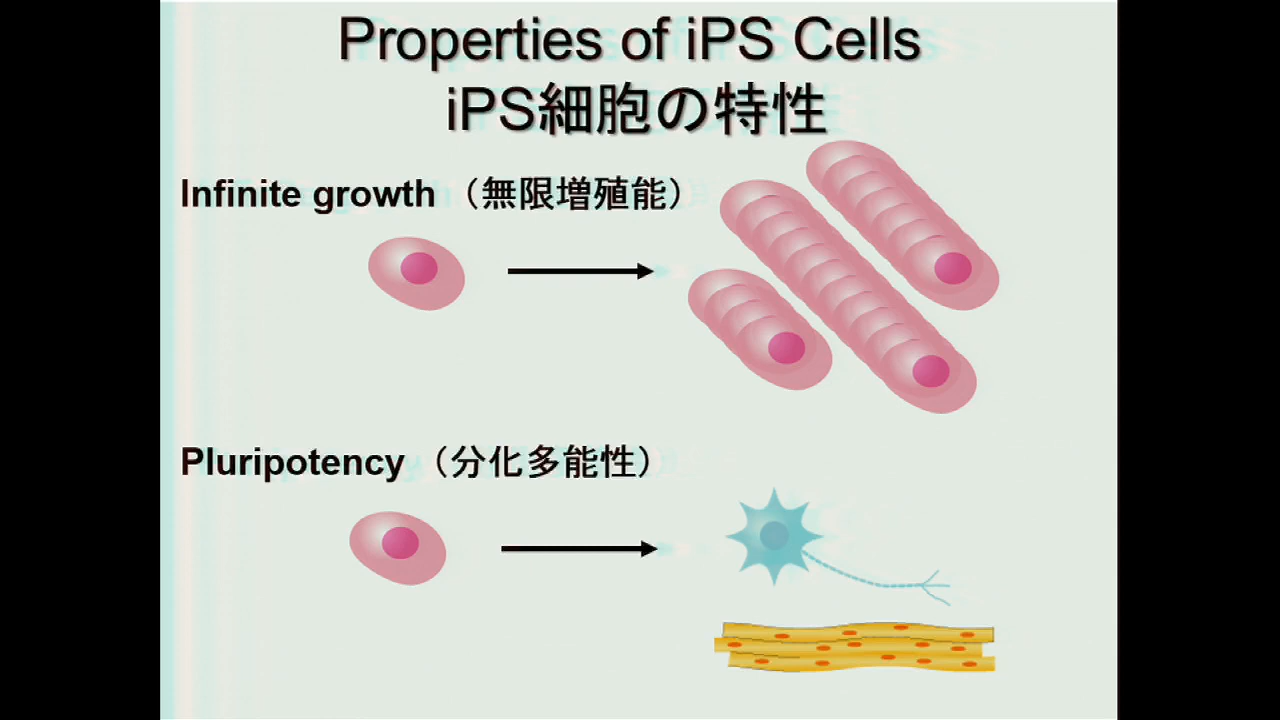 Properties of iPS Cells
iPS細胞の特性
Infinite growth （無限増殖能）
Pluripotency （分化多能性）